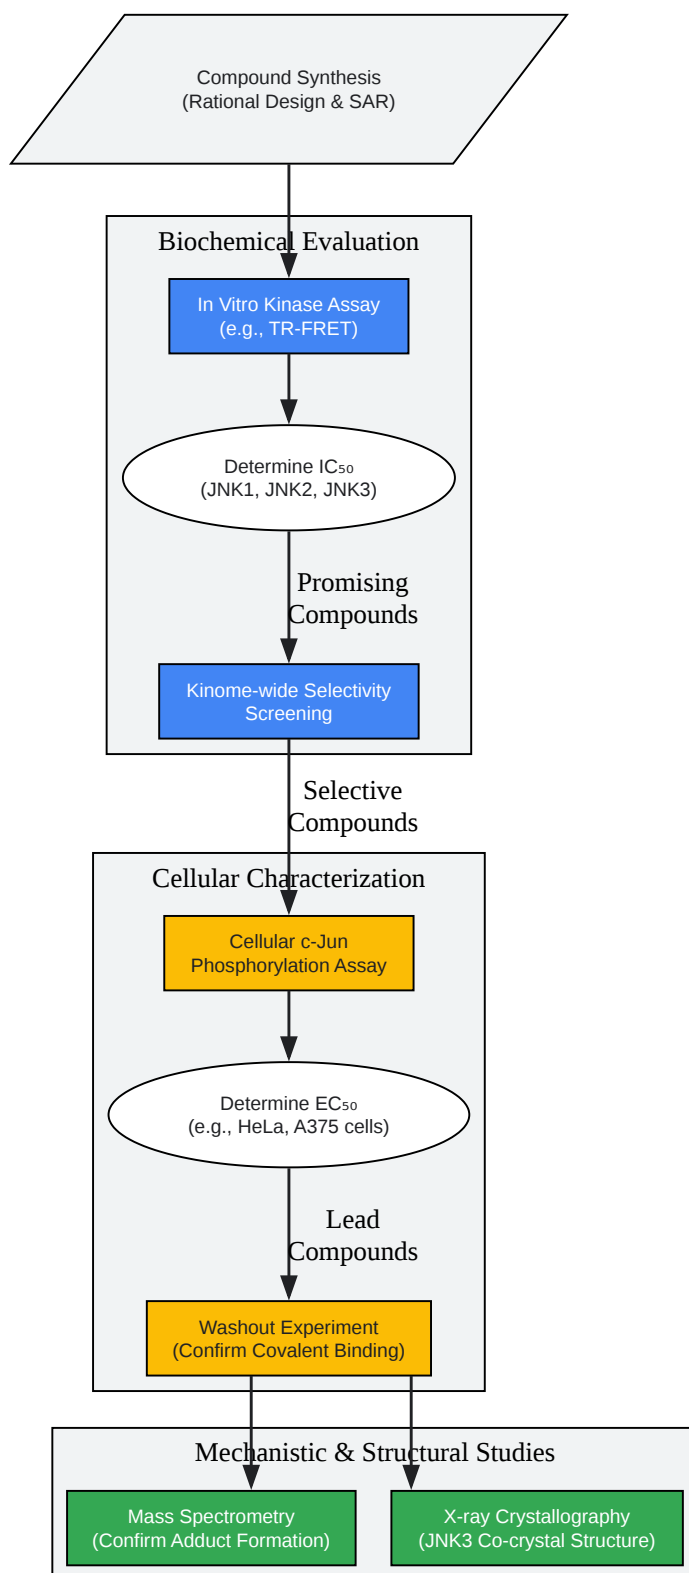 Compound Synthesis
(Rational Design & SAR)
Biochemical Evaluation
In Vitro Kinase Assay
(e.g., TR-FRET)
Determine IC₅₀
(JNK1, JNK2, JNK3)
Promising
Compounds
Kinome-wide Selectivity
Screening
Selective
Compounds
Cellular Characterization
Cellular c-Jun
Phosphorylation Assay
Determine EC₅₀
(e.g., HeLa, A375 cells)
Lead
Compounds
Washout Experiment
(Confirm Covalent Binding)
Mechanistic & Structural Studies
Mass Spectrometry
(Confirm Adduct Formation)
X-ray Crystallography
(JNK3 Co-crystal Structure)